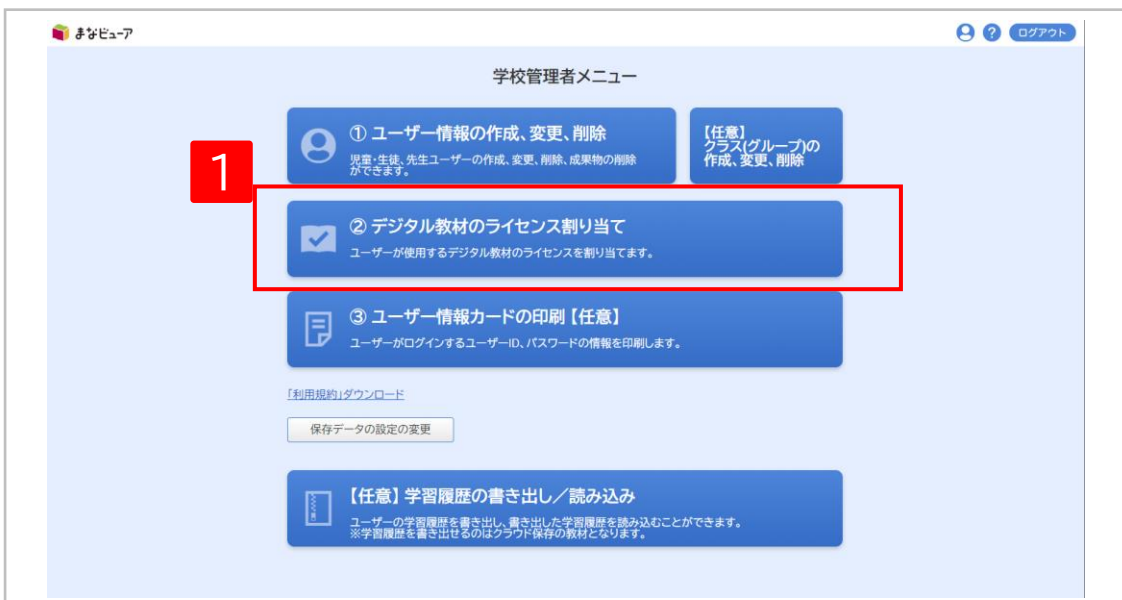 まなビューア
? ログアウト
学校管理者メニュー
① ユーザー情報の作成、変更、削除
児童・生徒、先生ユーザーの作成、変更、削除、成果物の削除
ができます。
【任意】
クラス(グループ)の
作成、変更、削除
1
② デジタル教材のライセンス割り当て
ユーザーが使用するデジタル教材のライセンスを割り当てます。
③ ユーザー情報カードの印刷【任意】
ユーザーがログインするユーザーID、パスワードの情報を印刷します。
「利用規約」ダウンロード
保存データの設定の変更
【任意】学習履歴の書き出し／読み込み
ユーザーの学習履歴を書き出し、書き出した学習履歴を読み込むことができます。
※学習履歴を書き出せるのはクラウド保存の教材となります。